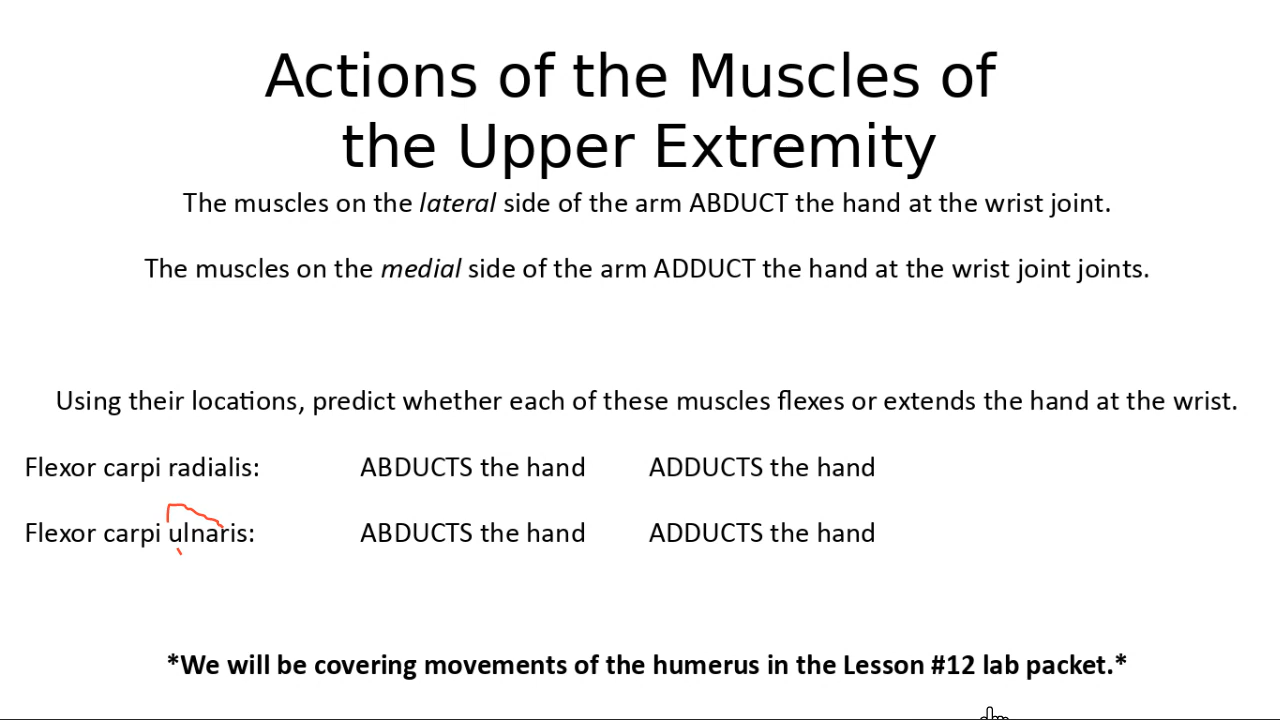 Actions of the Muscles of
the Upper Extremity
The muscles on the lateral side of the arm ABDUCT the hand at the wrist joint.
The muscles on the medial side of the arm ADDUCT the hand at the wrist joint joints.
Using their locations, predict whether each of these muscles flexes or extends the hand at the wrist.
Flexor carpi radialis: ABDUCTS the hand ADDUCTS the hand
Flexor carpi ulnaris: ABDUCTS the hand ADDUCTS the hand
*We will be covering movements of the humerus in the Lesson #12 lab packet.*